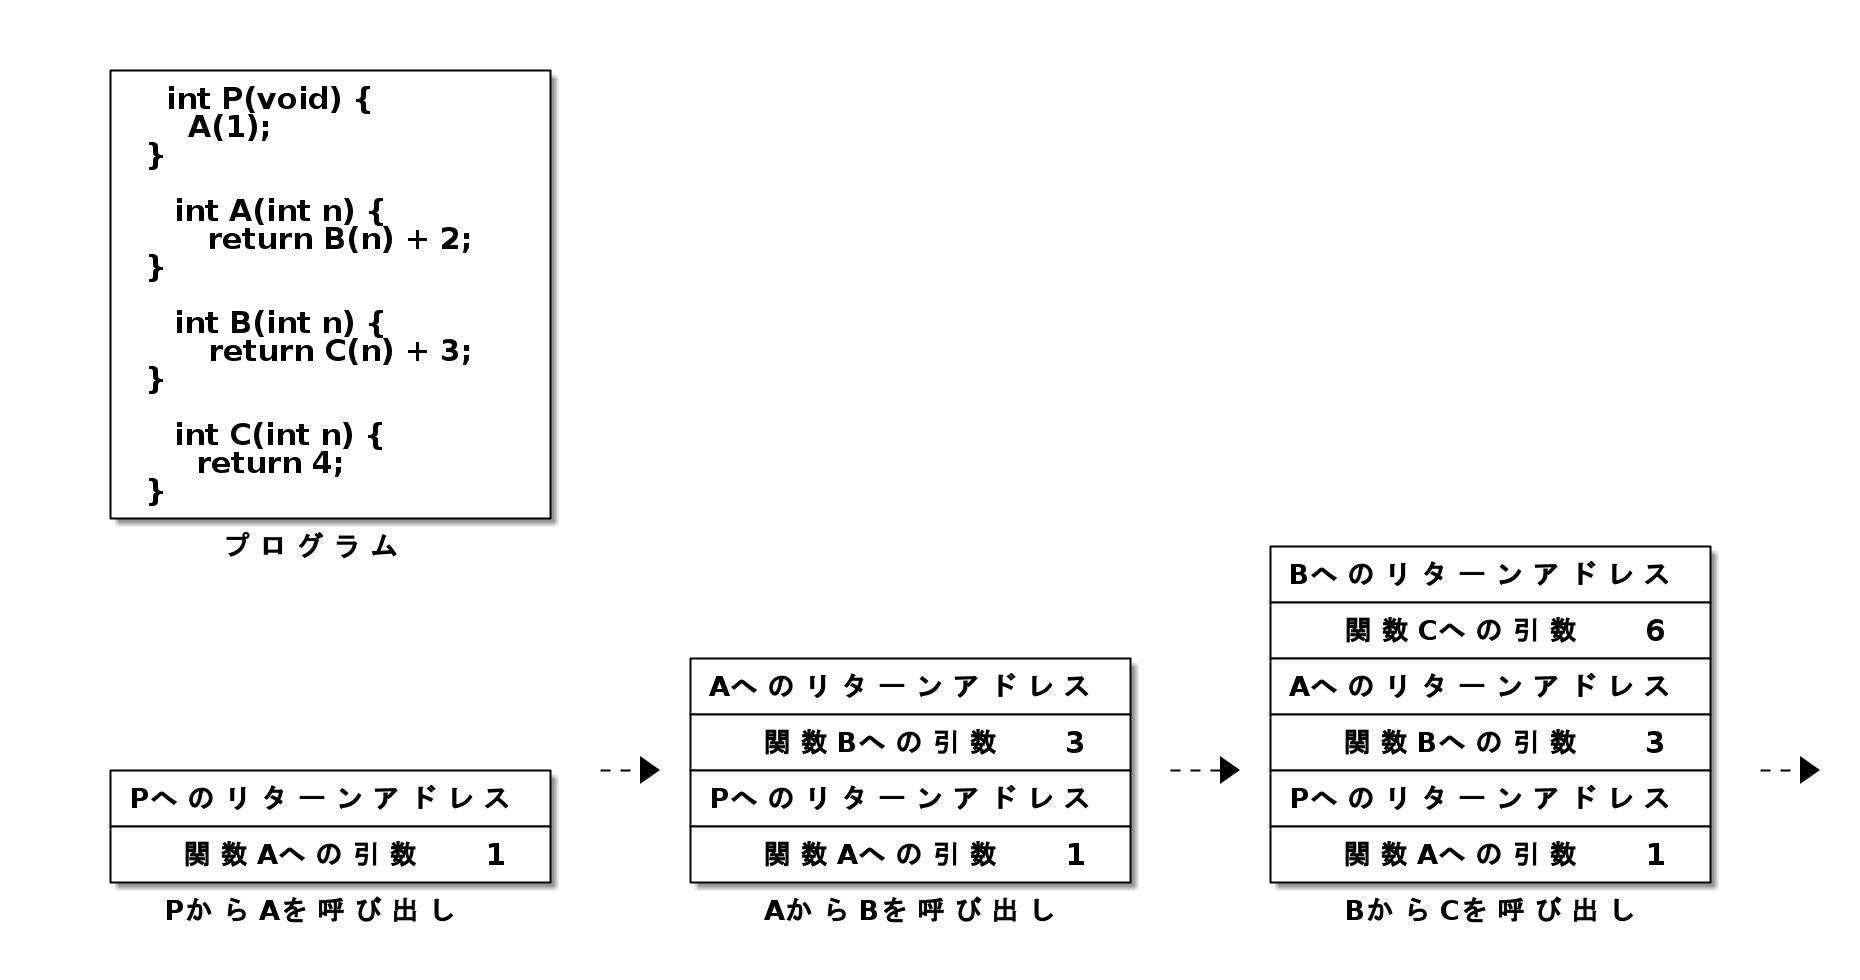 int P(void) {
A(1);
}
int A(int n) {
return B(n) + 2;
}
int B(int n) {
return C(n) + 3;
}
int C(int n) {
return 4;
}
プログラム
Pへのリターンアドレス
関数Aへの引数 1
PからAを呼び出し
Aへのリターンアドレス
関数Bへの引数 3
Pへのリターンアドレス
関数Aへの引数 1
AからBを呼び出し
Bへのリターンアドレス
関数Cへの引数 6
Aへのリターンアドレス
関数Bへの引数 3
Pへのリターンアドレス
関数Aへの引数 1
BからCを呼び出し